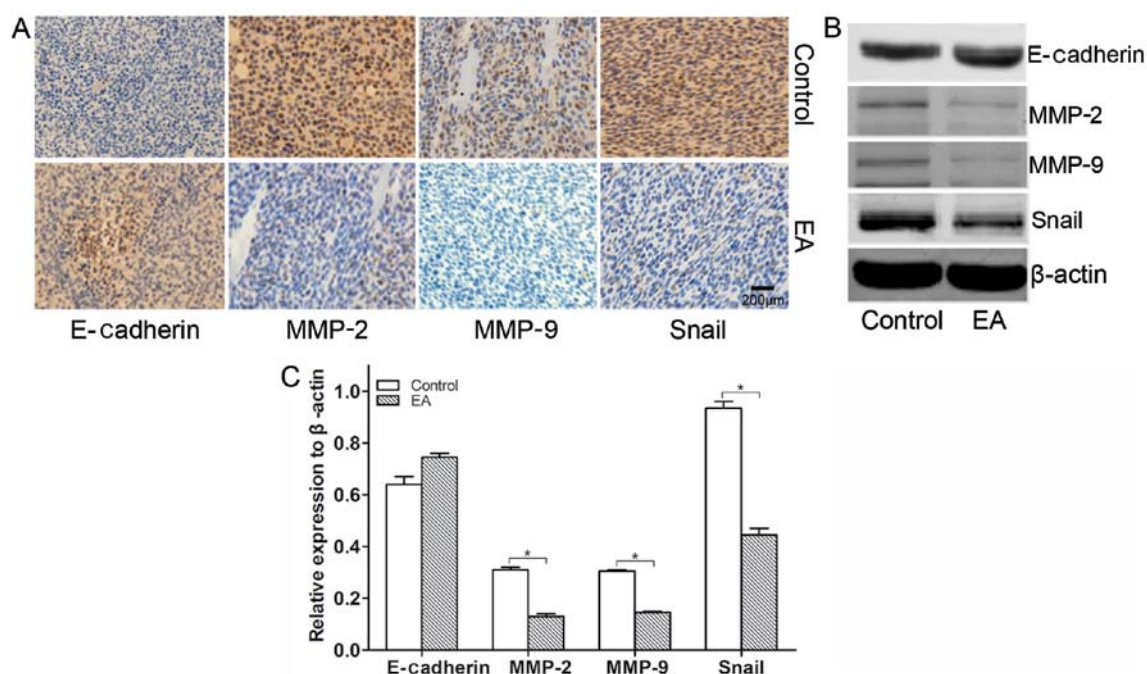 A
Control
EA
200µm
E-cadherin MMP-2 MMP-9 Snail
B
E-cadherin
MMP-2
MMP-9
Snail
β-actin
Control EA
C
Relative expression to β -actin
Control
EA
1.0
0.8
0.6
0.4
0.2
0.0
*
*
*
E-cadherin MMP-2 MMP-9 Snail